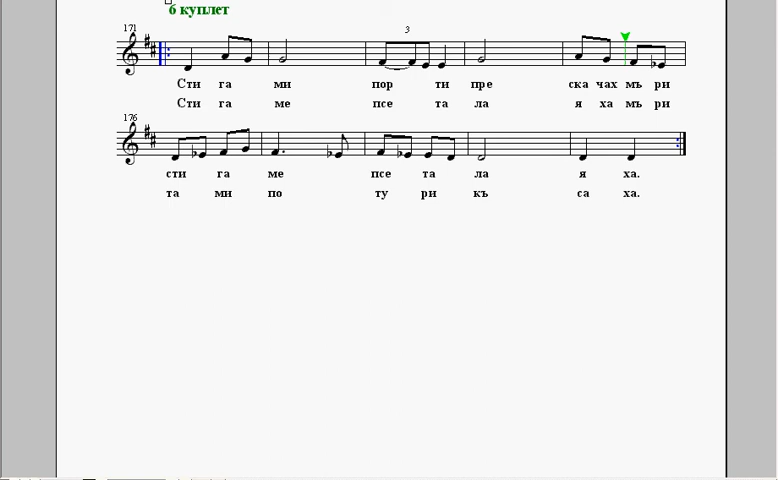 6 куплет
171
3
Сти га ми пор ти пре ска чах мъ ри
Сти га ме псе та ла я ха мъ ри
176
сти га ме псе та ла я ха.
та ми по ту ри къ са ха.